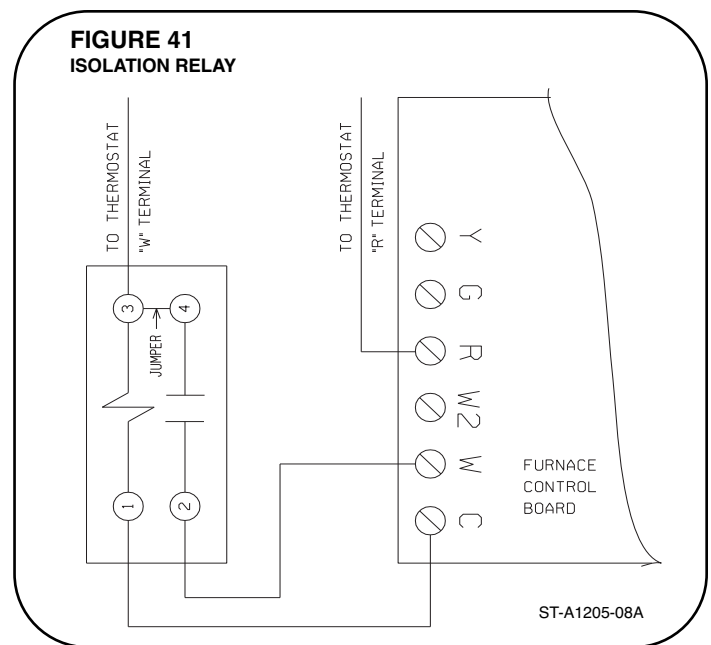 FIGURE 41
ISOLATION RELAY
TO THERMOSTAT
"W" TERMINAL
TO THERMOSTAT
"R" TERMINAL
3
4
JUMPER
1
2
Y
G
R
W2
W
C
FURNACE
CONTROL
BOARD
ST-A1205-08A